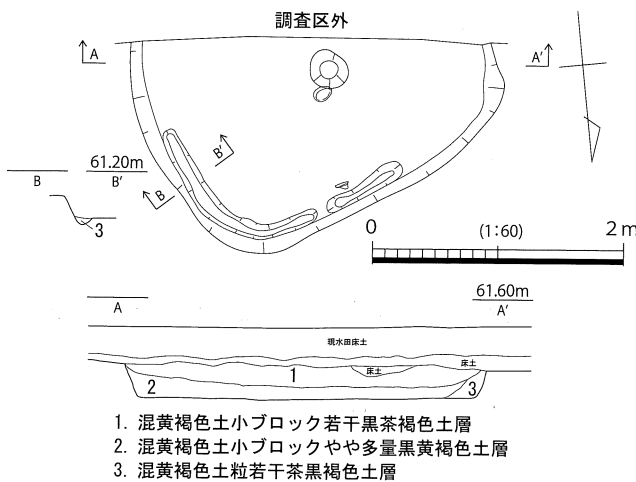 調査区外
A
A'
B'
B
61.20m
B
B'
3
0
(1:60)
2m
61.60m
A
A'
現水田床土
床土
床土
1
2
3
1. 混黄褐色土小ブロック若干黒茶褐色土層
2. 混黄褐色土小ブロックやや多量黒黄褐色土層
3. 混黄褐色土粒若干茶黒褐色土層